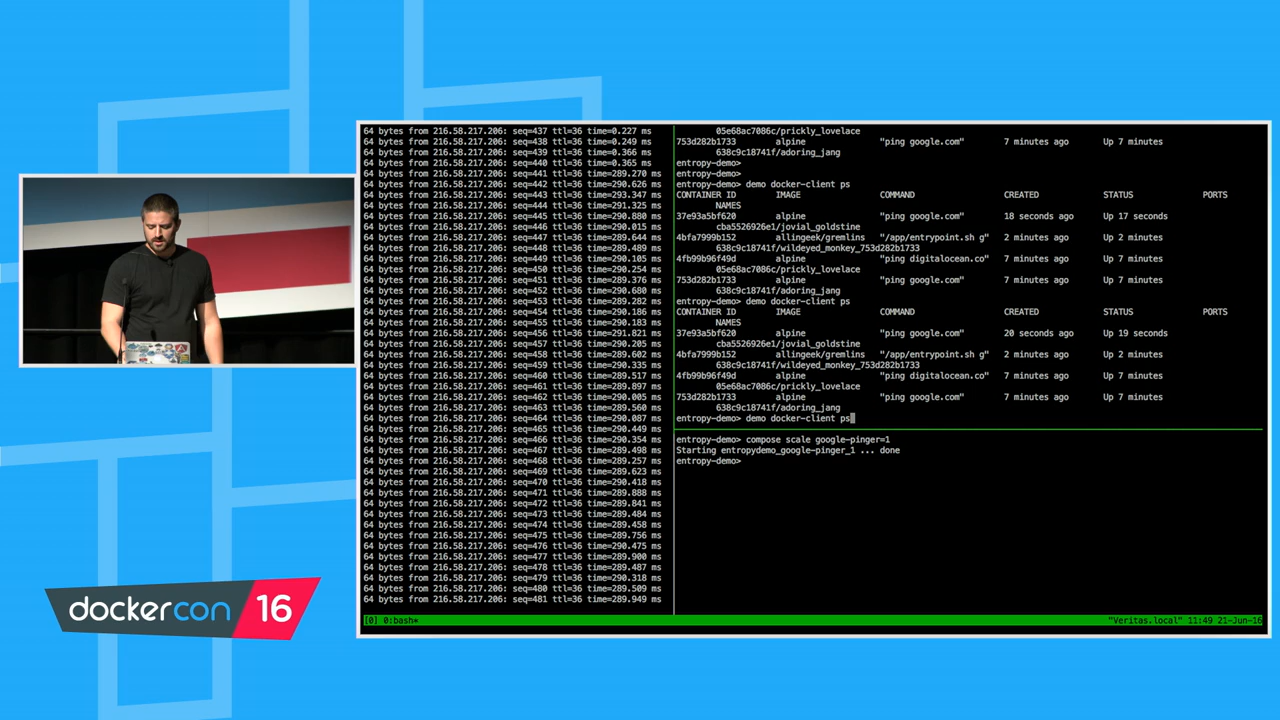 64 bytes from 216.58.217.206: seq=437 ttl=36 time=0.227 ms
64 bytes from 216.58.217.206: seq=438 ttl=36 time=0.249 ms
64 bytes from 216.58.217.206: seq=439 ttl=36 time=0.366 ms
64 bytes from 216.58.217.206: seq=440 ttl=36 time=0.365 ms
64 bytes from 216.58.217.206: seq=441 ttl=36 time=289.270 ms
64 bytes from 216.58.217.206: seq=442 ttl=36 time=290.626 ms
64 bytes from 216.58.217.206: seq=443 ttl=36 time=293.347 ms
64 bytes from 216.58.217.206: seq=444 ttl=36 time=291.325 ms
64 bytes from 216.58.217.206: seq=445 ttl=36 time=290.880 ms
64 bytes from 216.58.217.206: seq=446 ttl=36 time=290.015 ms
64 bytes from 216.58.217.206: seq=447 ttl=36 time=289.644 ms
64 bytes from 216.58.217.206: seq=448 ttl=36 time=289.489 ms
64 bytes from 216.58.217.206: seq=449 ttl=36 time=290.105 ms
64 bytes from 216.58.217.206: seq=450 ttl=36 time=290.254 ms
64 bytes from 216.58.217.206: seq=451 ttl=36 time=289.376 ms
64 bytes from 216.58.217.206: seq=452 ttl=36 time=290.680 ms
64 bytes from 216.58.217.206: seq=453 ttl=36 time=289.282 ms
64 bytes from 216.58.217.206: seq=454 ttl=36 time=290.186 ms
64 bytes from 216.58.217.206: seq=455 ttl=36 time=290.183 ms
64 bytes from 216.58.217.206: seq=456 ttl=36 time=291.821 ms
64 bytes from 216.58.217.206: seq=457 ttl=36 time=290.205 ms
64 bytes from 216.58.217.206: seq=458 ttl=36 time=289.602 ms
64 bytes from 216.58.217.206: seq=459 ttl=36 time=290.335 ms
64 bytes from 216.58.217.206: seq=460 ttl=36 time=289.517 ms
64 bytes from 216.58.217.206: seq=461 ttl=36 time=289.897 ms
64 bytes from 216.58.217.206: seq=462 ttl=36 time=290.005 ms
64 bytes from 216.58.217.206: seq=463 ttl=36 time=289.560 ms
64 bytes from 216.58.217.206: seq=464 ttl=36 time=290.087 ms
64 bytes from 216.58.217.206: seq=465 ttl=36 time=290.449 ms
64 bytes from 216.58.217.206: seq=466 ttl=36 time=290.354 ms
64 bytes from 216.58.217.206: seq=467 ttl=36 time=289.498 ms
64 bytes from 216.58.217.206: seq=468 ttl=36 time=289.257 ms
64 bytes from 216.58.217.206: seq=469 ttl=36 time=289.623 ms
64 bytes from 216.58.217.206: seq=470 ttl=36 time=290.418 ms
64 bytes from 216.58.217.206: seq=471 ttl=36 time=289.888 ms
64 bytes from 216.58.217.206: seq=472 ttl=36 time=289.841 ms
64 bytes from 216.58.217.206: seq=473 ttl=36 time=289.484 ms
64 bytes from 216.58.217.206: seq=474 ttl=36 time=289.458 ms
64 bytes from 216.58.217.206: seq=475 ttl=36 time=289.756 ms
64 bytes from 216.58.217.206: seq=476 ttl=36 time=290.475 ms
64 bytes from 216.58.217.206: seq=477 ttl=36 time=289.900 ms
64 bytes from 216.58.217.206: seq=478 ttl=36 time=289.487 ms
64 bytes from 216.58.217.206: seq=479 ttl=36 time=290.318 ms
64 bytes from 216.58.217.206: seq=480 ttl=36 time=289.509 ms
64 bytes from 216.58.217.206: seq=481 ttl=36 time=289.949 ms
05e68ac7086c/prickly_lovelace
753d282b1733 alpine "ping google.com" 7 minutes ago Up 7 minutes
638c9c18741f/adoring_jang
entropy-demo>
entropy-demo>
entropy-demo> demo docker-client ps
CONTAINER ID IMAGE COMMAND CREATED STATUS PORTS
NAMES
37e93a5bf620 alpine "ping google.com" 18 seconds ago Up 17 seconds
cba5526926e1/jovial_goldstine
4bfa7999b152 allingeek/gremlins "/app/entrypoint.sh g" 2 minutes ago Up 2 minutes
638c9c18741f/wildeyed_monkey_753d282b1733
4fb99b96f49d alpine "ping digitalocean.co" 7 minutes ago Up 7 minutes
05e68ac7086c/prickly_lovelace
753d282b1733 alpine "ping google.com" 7 minutes ago Up 7 minutes
638c9c18741f/adoring_jang
entropy-demo> demo docker-client ps
CONTAINER ID IMAGE COMMAND CREATED STATUS PORTS
NAMES
37e93a5bf620 alpine "ping google.com" 20 seconds ago Up 19 seconds
cba5526926e1/jovial_goldstine
4bfa7999b152 allingeek/gremlins "/app/entrypoint.sh g" 2 minutes ago Up 2 minutes
638c9c18741f/wildeyed_monkey_753d282b1733
4fb99b96f49d alpine "ping digitalocean.co" 7 minutes ago Up 7 minutes
05e68ac7086c/prickly_lovelace
753d282b1733 alpine "ping google.com" 7 minutes ago Up 7 minutes
638c9c18741f/adoring_jang
entropy-demo> demo docker-client ps
entropy-demo> compose scale google-pinger=1
Starting entropydemo_google-pinger_1 ... done
entropy-demo>
[0] 0:bash* "Veritas.local" 11:49 21-Jun-16
dockercon 16